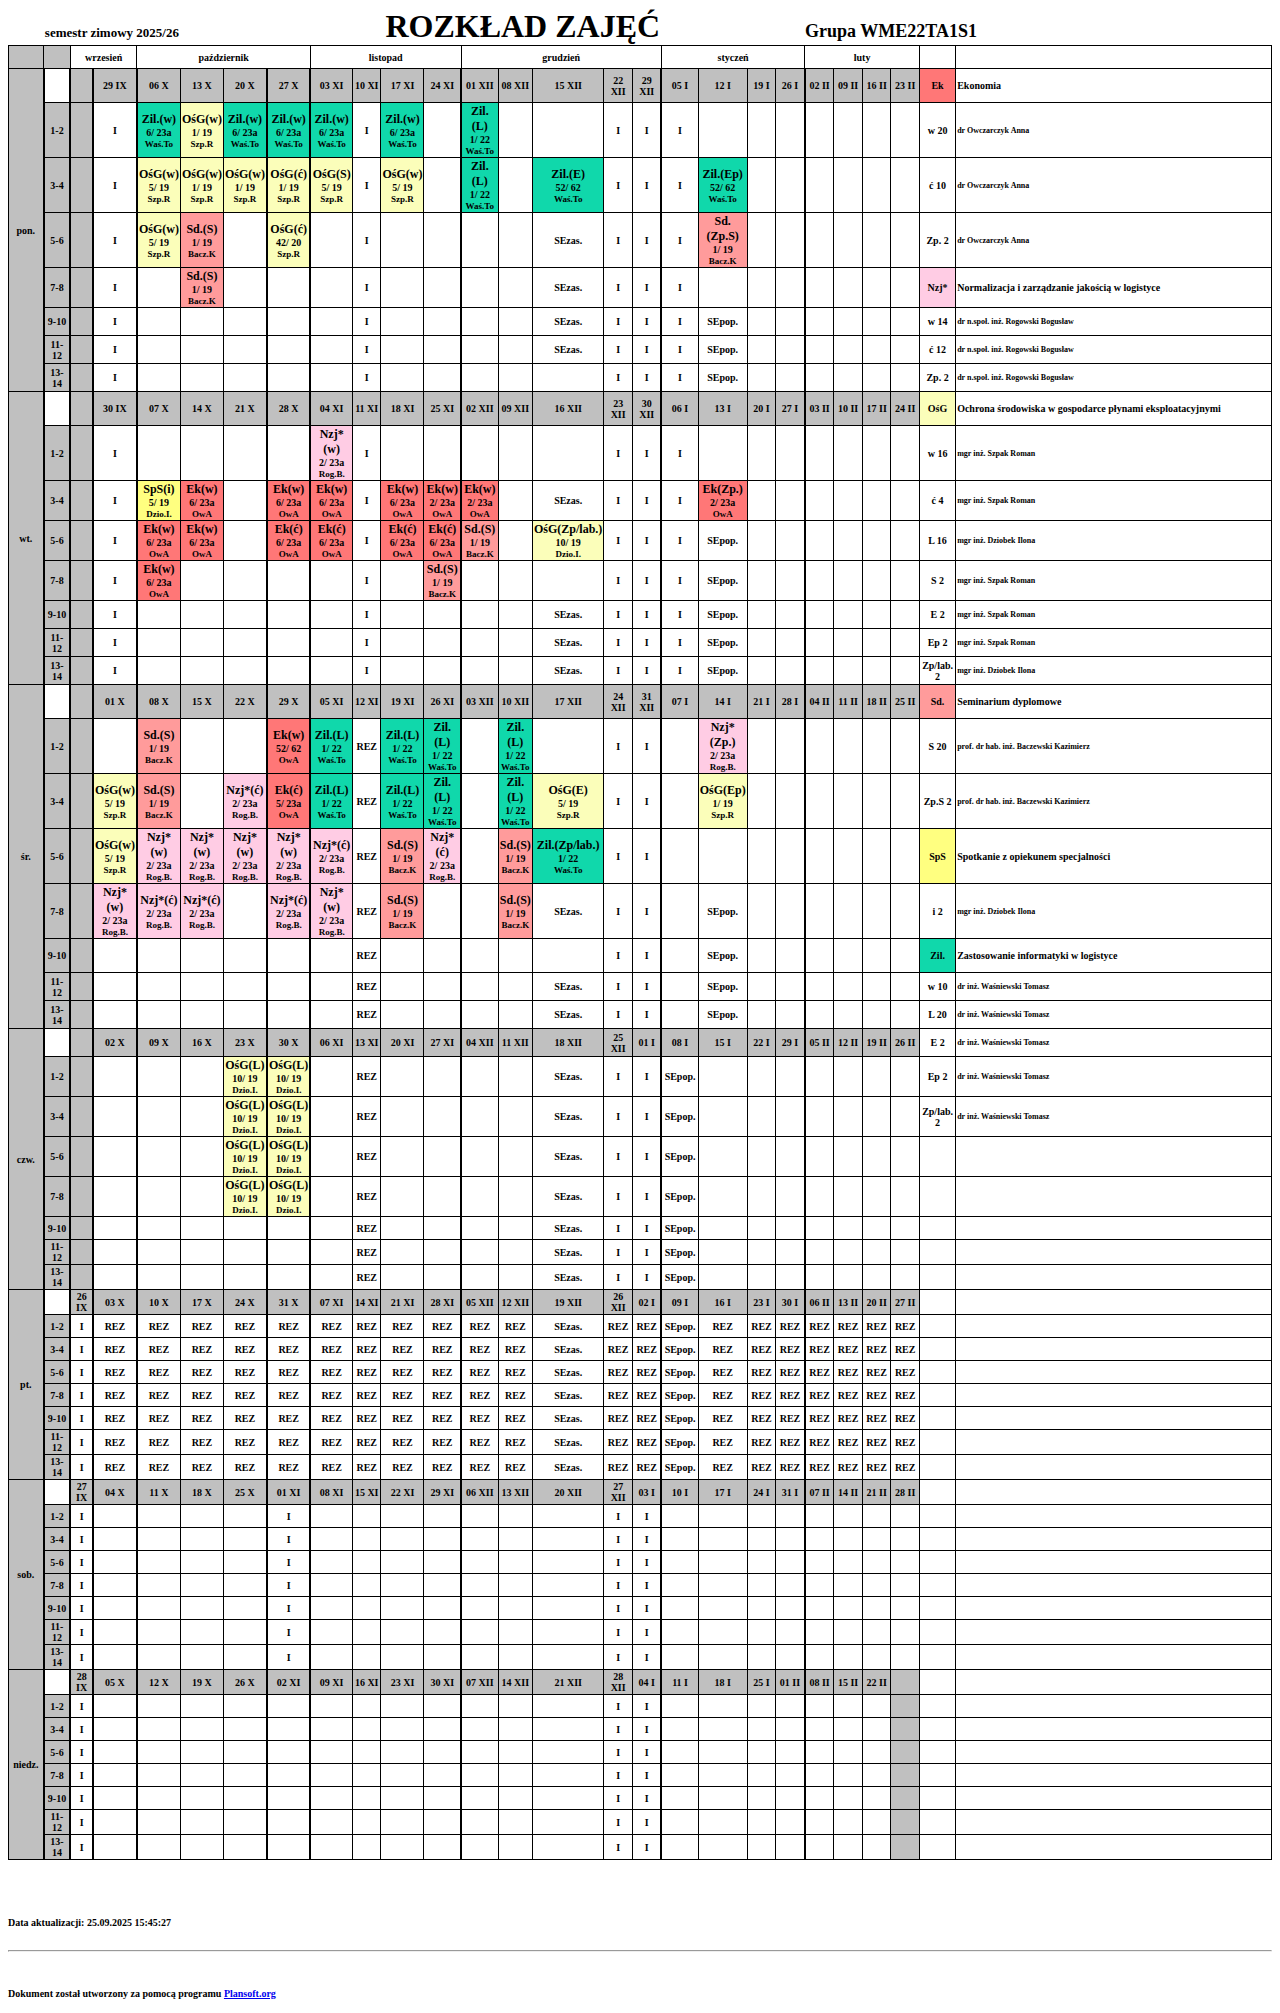 semestr zimowy 2025/26 ROZKŁAD ZAJĘĆ Grupa WME22TA1S1
wrzesień październik listopad grudzień styczeń luty
pon. 29 IX 06 X 13 X 20 X 27 X 03 XI 10 XI 17 XI 24 XI 01 XII 08 XII 15 XII 22 XII 29 XII 05 I 12 I 19 I 26 I 02 II 09 II 16 II 23 II Ek Ekonomia
1-2 I Zil.(w) 6/ 23a Waś.To OśG(w) 1/ 19 Szp.R Zil.(w) 6/ 23a Waś.To Zil.(w) 6/ 23a Waś.To Zil.(w) 6/ 23a Waś.To I Zil.(w) 6/ 23a Waś.To Zil.(L) 1/ 22 Waś.To I I I w 20 dr Owczarczyk Anna
3-4 I OśG(w) 5/ 19 Szp.R OśG(w) 1/ 19 Szp.R OśG(w) 1/ 19 Szp.R OśG(ć) 1/ 19 Szp.R OśG(S) 5/ 19 Szp.R I OśG(w) 5/ 19 Szp.R Zil.(L) 1/ 22 Waś.To Zil.(E) 52/ 62 Waś.To I I I Zil.(Ep) 52/ 62 Waś.To ć 10 dr Owczarczyk Anna
5-6 I OśG(w) 5/ 19 Szp.R Sd.(S) 1/ 19 Bacz.K OśG(ć) 42/ 20 Szp.R I SEzas. I I I Sd.(Zp.S) 1/ 19 Bacz.K Zp. 2 dr Owczarczyk Anna
7-8 I Sd.(S) 1/ 19 Bacz.K I SEzas. I I I Nzj* Normalizacja i zarządzanie jakością w logistyce
9-10 I I SEzas. I I I SEpop. w 14 dr n.społ. inż. Rogowski Bogusław
11-12 I I SEzas. I I I SEpop. ć 12 dr n.społ. inż. Rogowski Bogusław
13-14 I I I I I SEpop. Zp. 2 dr n.społ. inż. Rogowski Bogusław
wt. 30 IX 07 X 14 X 21 X 28 X 04 XI 11 XI 18 XI 25 XI 02 XII 09 XII 16 XII 23 XII 30 XII 06 I 13 I 20 I 27 I 03 II 10 II 17 II 24 II OśG Ochrona środowiska w gospodarce płynami eksploatacyjnymi
1-2 I Nzj*(w) 2/ 23a Rog.B. I I I I w 16 mgr inż. Szpak Roman
3-4 I SpS(i) 5/ 19 Dzio.I. Ek(w) 6/ 23a OwA Ek(w) 6/ 23a OwA Ek(w) 6/ 23a OwA I Ek(w) 6/ 23a OwA Ek(w) 2/ 23a OwA Ek(w) 2/ 23a OwA SEzas. I I I Ek(Zp.) 2/ 23a OwA ć 4 mgr inż. Szpak Roman
5-6 I Ek(w) 6/ 23a OwA Ek(w) 6/ 23a OwA Ek(ć) 6/ 23a OwA Ek(ć) 6/ 23a OwA I Ek(ć) 6/ 23a OwA Ek(ć) 6/ 23a OwA Sd.(S) 1/ 19 Bacz.K OśG(Zp/lab.) 10/ 19 Dzio.I. I I I SEpop. L 16 mgr inż. Dziobek Ilona
7-8 I Ek(w) 6/ 23a OwA I Sd.(S) 1/ 19 Bacz.K I I I SEpop. S 2 mgr inż. Szpak Roman
9-10 I I SEzas. I I I SEpop. E 2 mgr inż. Szpak Roman
11-12 I I SEzas. I I I SEpop. Ep 2 mgr inż. Szpak Roman
13-14 I I SEzas. I I I SEpop. Zp/lab. 2 mgr inż. Dziobek Ilona
śr. 01 X 08 X 15 X 22 X 29 X 05 XI 12 XI 19 XI 26 XI 03 XII 10 XII 17 XII 24 XII 31 XII 07 I 14 I 21 I 28 I 04 II 11 II 18 II 25 II Sd. Seminarium dyplomowe
1-2 Sd.(S) 1/ 19 Bacz.K Ek(w) 52/ 62 OwA Zil.(L) 1/ 22 Waś.To REZ Zil.(L) 1/ 22 Waś.To Zil.(L) 1/ 22 Waś.To Zil.(L) 1/ 22 Waś.To I I Nzj*(Zp.) 2/ 23a Rog.B. S 20 prof. dr hab. inż. Baczewski Kazimierz
3-4 OśG(w) 5/ 19 Szp.R Sd.(S) 1/ 19 Bacz.K Nzj*(ć) 2/ 23a Rog.B. Ek(ć) 5/ 23a OwA Zil.(L) 1/ 22 Waś.To REZ Zil.(L) 1/ 22 Waś.To Zil.(L) 1/ 22 Waś.To Zil.(L) 1/ 22 Waś.To OśG(E) 5/ 19 Szp.R I I OśG(Ep) 1/ 19 Szp.R Zp.S 2 prof. dr hab. inż. Baczewski Kazimierz
5-6 OśG(w) 5/ 19 Szp.R Nzj*(w) 2/ 23a Rog.B. Nzj*(w) 2/ 23a Rog.B. Nzj*(w) 2/ 23a Rog.B. Nzj*(w) 2/ 23a Rog.B. Nzj*(ć) 2/ 23a Rog.B. REZ Sd.(S) 1/ 19 Bacz.K Nzj*(ć) 2/ 23a Rog.B. Sd.(S) 1/ 19 Bacz.K Zil.(Zp/lab.) 1/ 22 Waś.To I I SpS Spotkanie z opiekunem specjalności
7-8 Nzj*(w) 2/ 23a Rog.B. Nzj*(ć) 2/ 23a Rog.B. Nzj*(ć) 2/ 23a Rog.B. Nzj*(ć) 2/ 23a Rog.B. Nzj*(w) 2/ 23a Rog.B. REZ Sd.(S) 1/ 19 Bacz.K Sd.(S) 1/ 19 Bacz.K SEzas. I I SEpop. i 2 mgr inż. Dziobek Ilona
9-10 REZ I I SEpop. Zil. Zastosowanie informatyki w logistyce
11-12 REZ SEzas. I I SEpop. w 10 dr inż. Waśniewski Tomasz
13-14 REZ SEzas. I I SEpop. L 20 dr inż. Waśniewski Tomasz
czw. 02 X 09 X 16 X 23 X 30 X 06 XI 13 XI 20 XI 27 XI 04 XII 11 XII 18 XII 25 XII 01 I 08 I 15 I 22 I 29 I 05 II 12 II 19 II 26 II E 2 dr inż. Waśniewski Tomasz
1-2 OśG(L) 10/ 19 Dzio.I. OśG(L) 10/ 19 Dzio.I. REZ SEzas. I I SEpop. Ep 2 dr inż. Waśniewski Tomasz
3-4 OśG(L) 10/ 19 Dzio.I. OśG(L) 10/ 19 Dzio.I. REZ SEzas. I I SEpop. Zp/lab. 2 dr inż. Waśniewski Tomasz
5-6 OśG(L) 10/ 19 Dzio.I. OśG(L) 10/ 19 Dzio.I. REZ SEzas. I I SEpop.
7-8 OśG(L) 10/ 19 Dzio.I. OśG(L) 10/ 19 Dzio.I. REZ SEzas. I I SEpop.
9-10 REZ SEzas. I I SEpop.
11-12 REZ SEzas. I I SEpop.
13-14 REZ SEzas. I I SEpop.
pt. 26 IX 03 X 10 X 17 X 24 X 31 X 07 XI 14 XI 21 XI 28 XI 05 XII 12 XII 19 XII 26 XII 02 I 09 I 16 I 23 I 30 I 06 II 13 II 20 II 27 II
1-2 I REZ REZ REZ REZ REZ REZ REZ REZ REZ REZ REZ SEzas. REZ REZ SEpop. REZ REZ REZ REZ REZ REZ REZ
3-4 I REZ REZ REZ REZ REZ REZ REZ REZ REZ REZ REZ SEzas. REZ REZ SEpop. REZ REZ REZ REZ REZ REZ REZ
5-6 I REZ REZ REZ REZ REZ REZ REZ REZ REZ REZ REZ SEzas. REZ REZ SEpop. REZ REZ REZ REZ REZ REZ REZ
7-8 I REZ REZ REZ REZ REZ REZ REZ REZ REZ REZ REZ SEzas. REZ REZ SEpop. REZ REZ REZ REZ REZ REZ REZ
9-10 I REZ REZ REZ REZ REZ REZ REZ REZ REZ REZ REZ SEzas. REZ REZ SEpop. REZ REZ REZ REZ REZ REZ REZ
11-12 I REZ REZ REZ REZ REZ REZ REZ REZ REZ REZ REZ SEzas. REZ REZ SEpop. REZ REZ REZ REZ REZ REZ REZ
13-14 I REZ REZ REZ REZ REZ REZ REZ REZ REZ REZ REZ SEzas. REZ REZ SEpop. REZ REZ REZ REZ REZ REZ REZ
sob. 27 IX 04 X 11 X 18 X 25 X 01 XI 08 XI 15 XI 22 XI 29 XI 06 XII 13 XII 20 XII 27 XII 03 I 10 I 17 I 24 I 31 I 07 II 14 II 21 II 28 II
1-2 I I I I
3-4 I I I I
5-6 I I I I
7-8 I I I I
9-10 I I I I
11-12 I I I I
13-14 I I I I
niedz. 28 IX 05 X 12 X 19 X 26 X 02 XI 09 XI 16 XI 23 XI 30 XI 07 XII 14 XII 21 XII 28 XII 04 I 11 I 18 I 25 I 01 II 08 II 15 II 22 II
1-2 I I I
3-4 I I I
5-6 I I I
7-8 I I I
9-10 I I I
11-12 I I I
13-14 I I I
Data aktualizacji: 25.09.2025 15:45:27
Dokument został utworzony za pomocą programu Plansoft.org